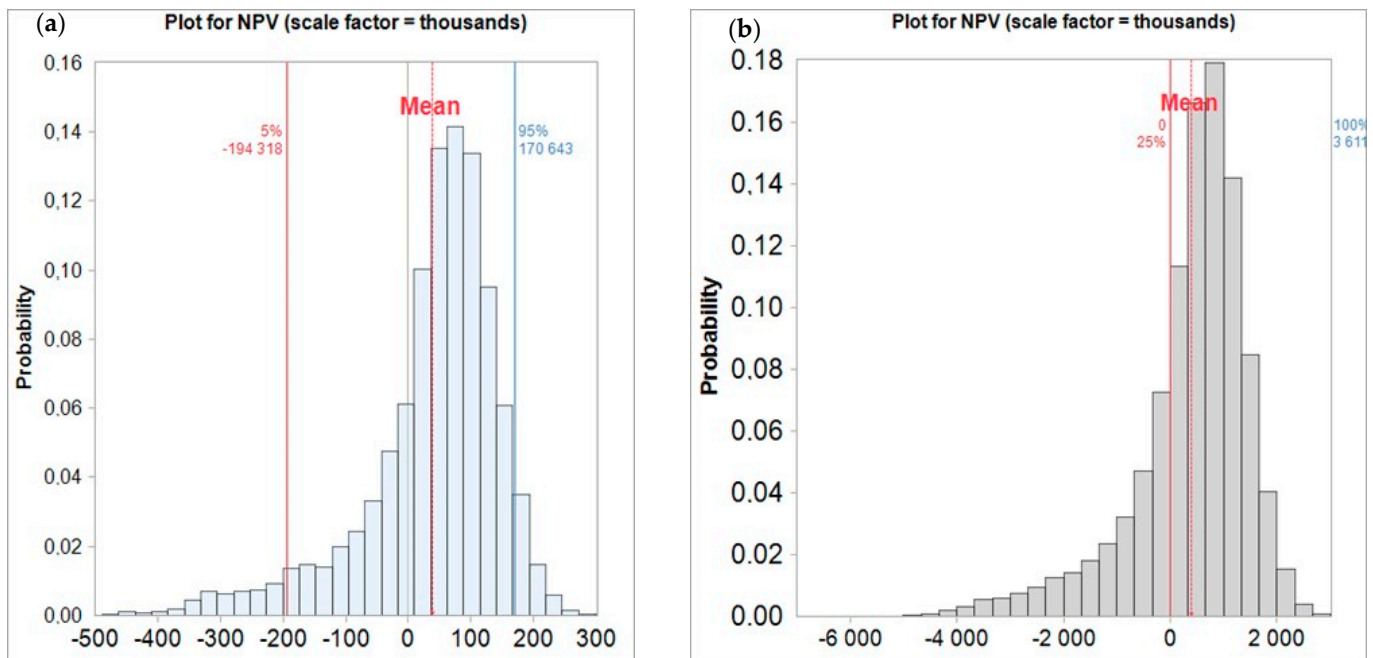 (a)
Plot for NPV (scale factor = thousands)
0.16
0,14
0.12
0,10
0.08
0.06
0.04
0.02
0.00
Probability
5%
-194 318
Mean
95%
170 643
-500 -400 -300 -200 -100 0 100 200 300
(b)
Plot for NPV (scale factor = thousands)
0.18
0.16
0,14
0.12
0.10
0.08
0.06
0.04
0.02
0.00
Probability
Mean
0
25%
100%
3 611
-6 000 -4 000 -2 000 0 2 000